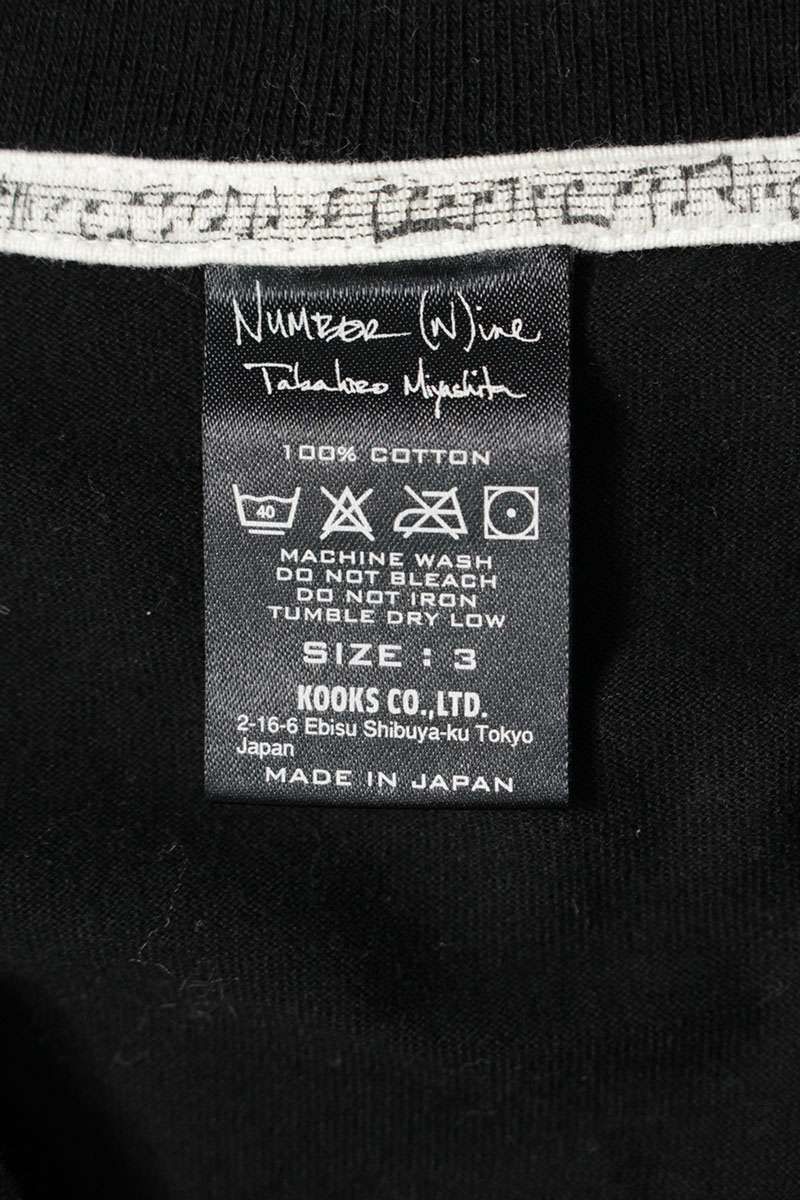 NUMBER (N)ine
Takahiro Miyashita
100% COTTON
40
MACHINE WASH
DO NOT BLEACH
DO NOT IRON
TUMBLE DRY LOW
SIZE : 3
KOOKS CO.,LTD.
2-16-6 Ebisu Shibuya-ku Tokyo
Japan
MADE IN JAPAN